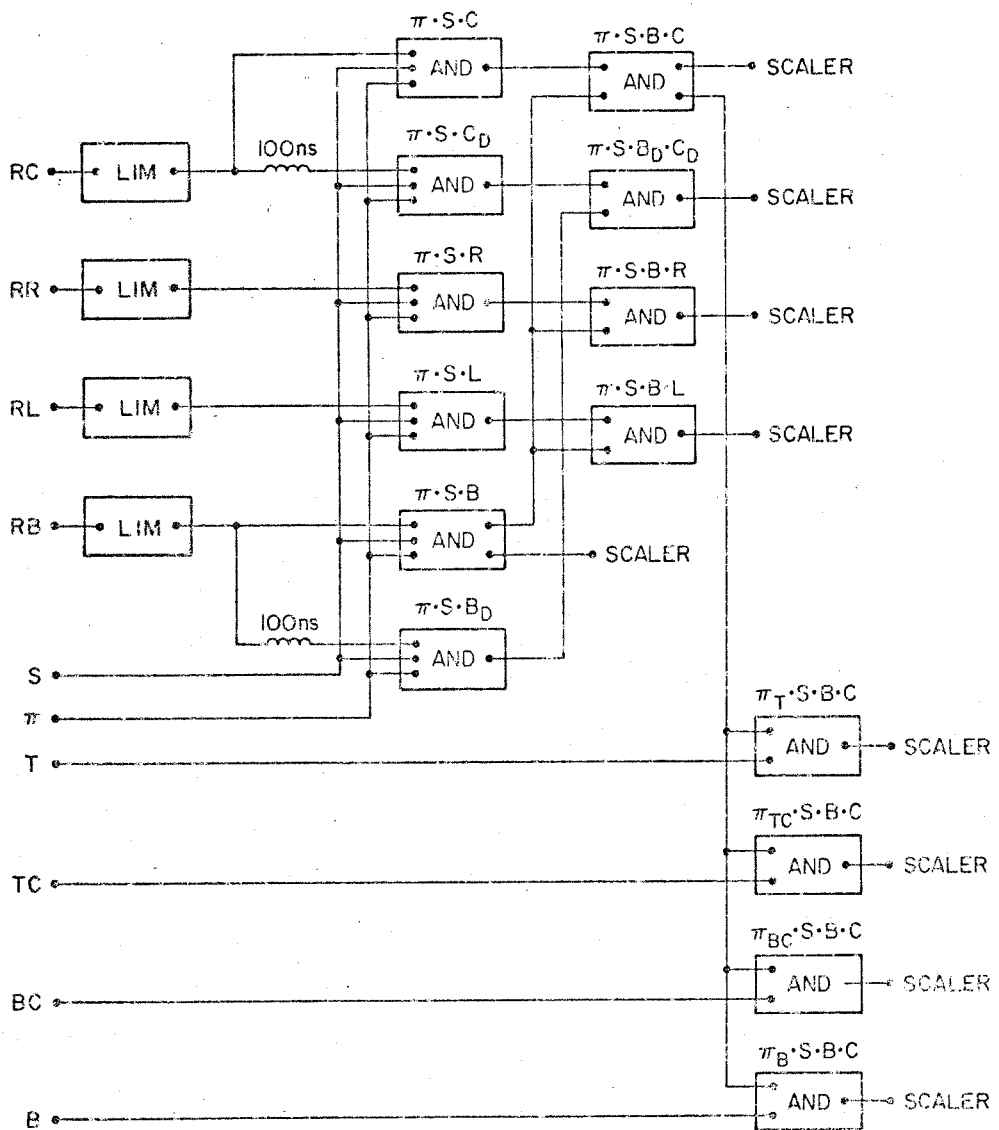 π·S·C
π·S·B·C
AND
AND
SCALER
100ns
π·S·C_D
π·S·B_D·C_D
RC
LIM
AND
AND
SCALER
π·S·R
π·S·B·R
RR
LIM
AND
AND
SCALER
π·S·L
π·S·B·L
RL
LIM
AND
AND
SCALER
π·S·B
RB
LIM
AND
SCALER
100ns
π·S·B_D
AND
S
π
π_T·S·B·C
T
AND
SCALER
π_TC·S·B·C
TC
AND
SCALER
π_BC·S·B·C
BC
AND
SCALER
π_B·S·B·C
B
AND
SCALER